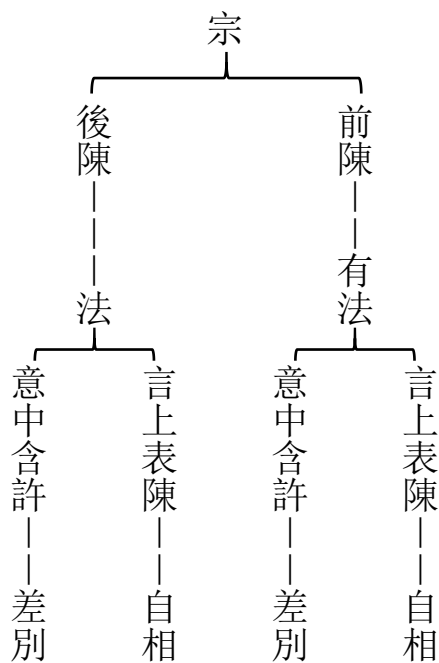 宗
前陳———有法
言上表陳——自相
意中含許——差別
後陳———法
言上表陳——自相
意中含許——差別